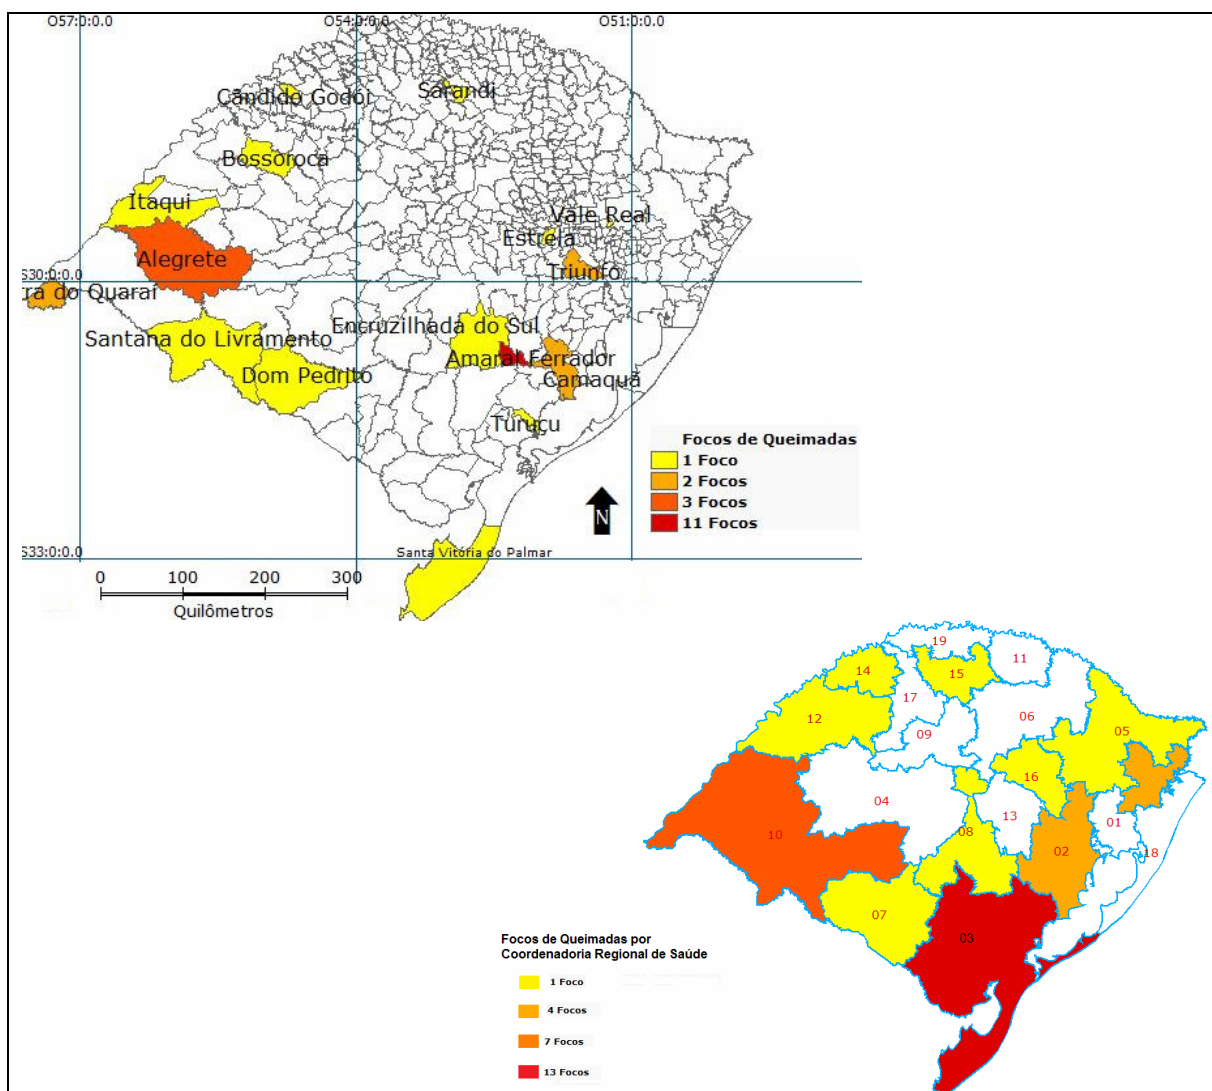 O57:0:0.0
O54:0:0.0
O51:0:0.0
Cândido Godói
Sarandi
Bossoroca
Itaqui
Vale Real
Estrela
Alegrete
Triunfo
S30:0:0.0
ra do Quaraí
Encruzilhada do Sul
Santana do Livramento
Amaral Ferrador
Dom Pedrito
Camaquã
Turuçu
Focos de Queimadas
1 Foco
2 Focos
3 Focos
11 Focos
N
S33:0:0.0
Santa Vitória do Palmar
0 100 200 300
Quilômetros
19
11
14
15
17
06
12
09
05
16
04
13
01
10
08
02
18
07
03
Focos de Queimadas por
Coordenadoria Regional de Saúde
1 Foco
4 Focos
7 Focos
13 Focos